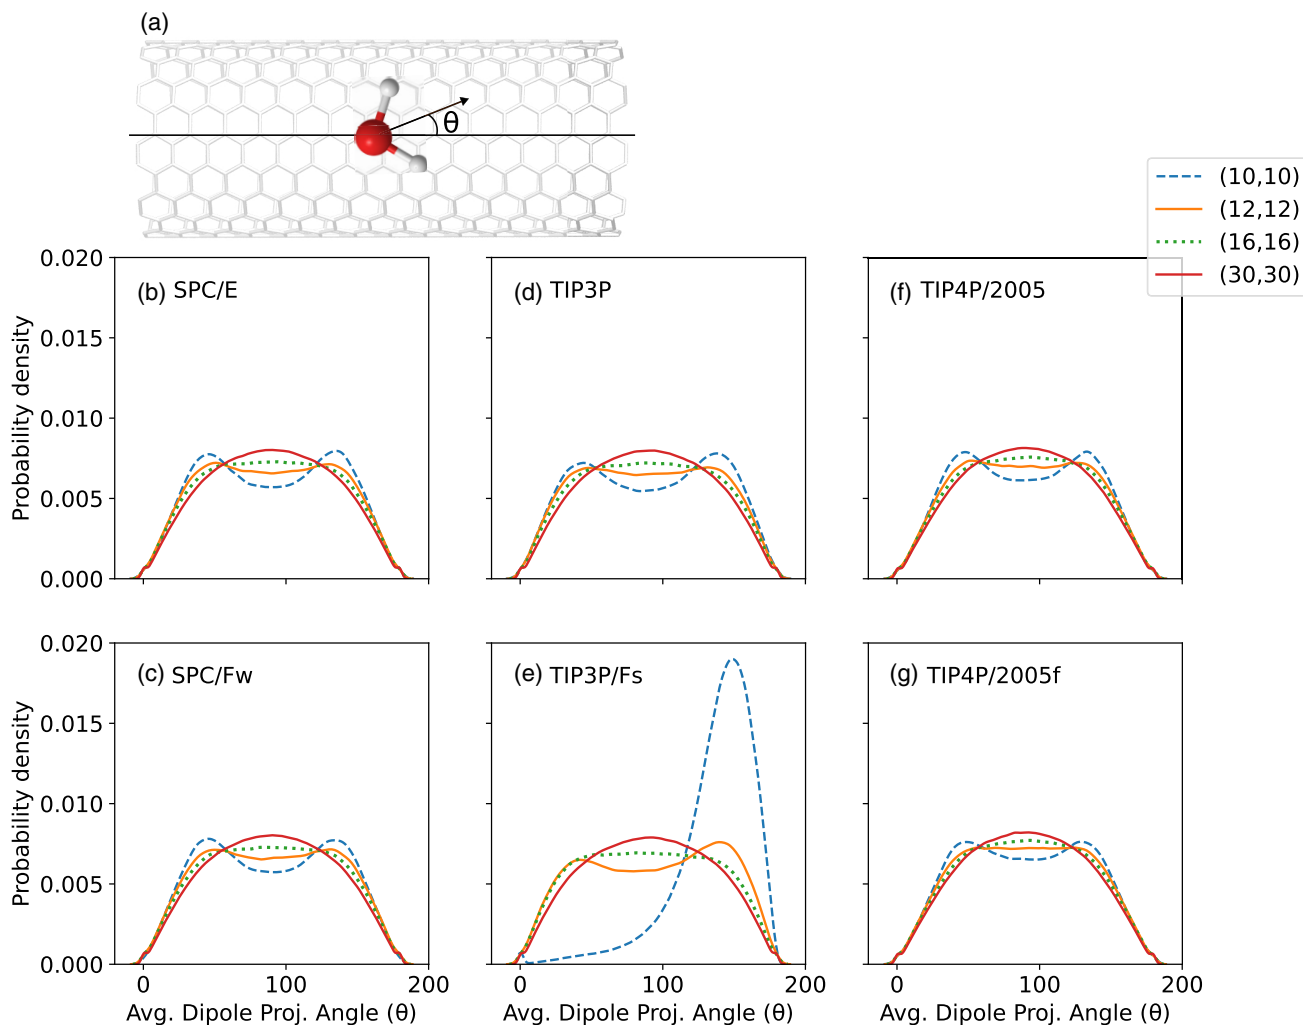 (a)
θ
(10,10)
(12,12)
(16,16)
(30,30)
0.020
0.015
0.010
0.005
0.000
Probability density
(b) SPC/E
(d) TIP3P
(f) TIP4P/2005
0.020
0.015
0.010
0.005
0.000
Probability density
(c) SPC/Fw
(e) TIP3P/Fs
(g) TIP4P/2005f
0 100 200
0 100 200
0 100 200
Avg. Dipole Proj. Angle (θ)
Avg. Dipole Proj. Angle (θ)
Avg. Dipole Proj. Angle (θ)